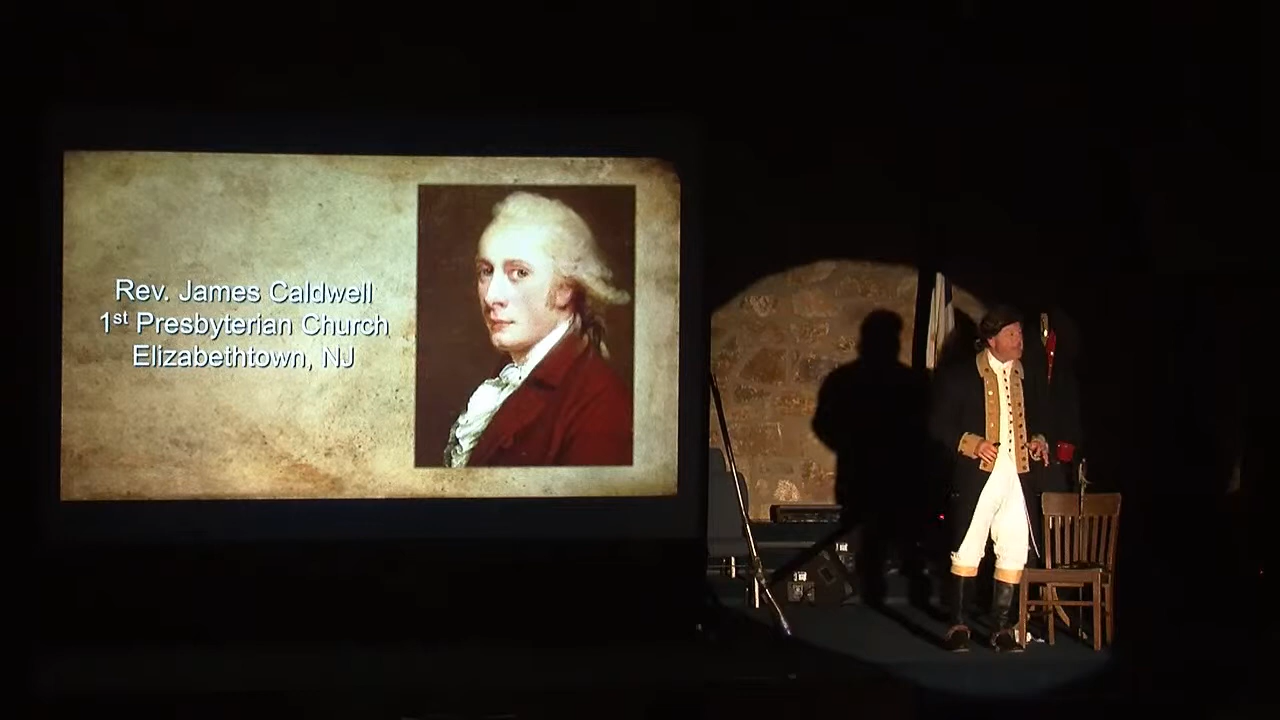 Rev. James Caldwell
1st Presbyterian Church
Elizabethtown, NJ